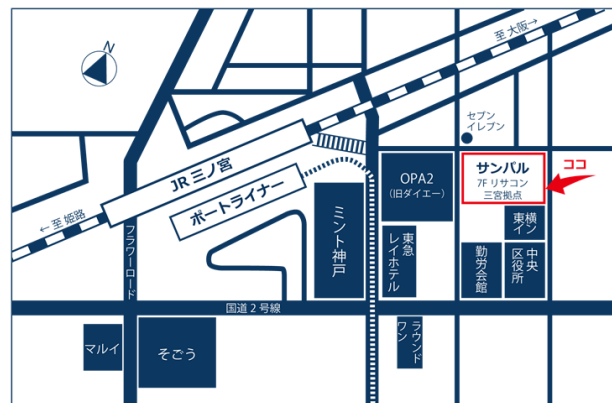 N
至 大阪→
セブン
イレブン
JR 三ノ宮
ポートライナー
OPA2
(旧ダイエー)
サンパル
7F リサコン
三宮拠点
ココ
← 至 姫路
フラワーロード
ミント神戸
東急
レイホテル
東横
イン
勤労会館
中央
区役所
国道2号線
マルイ
そごう
ラウンド
ワン